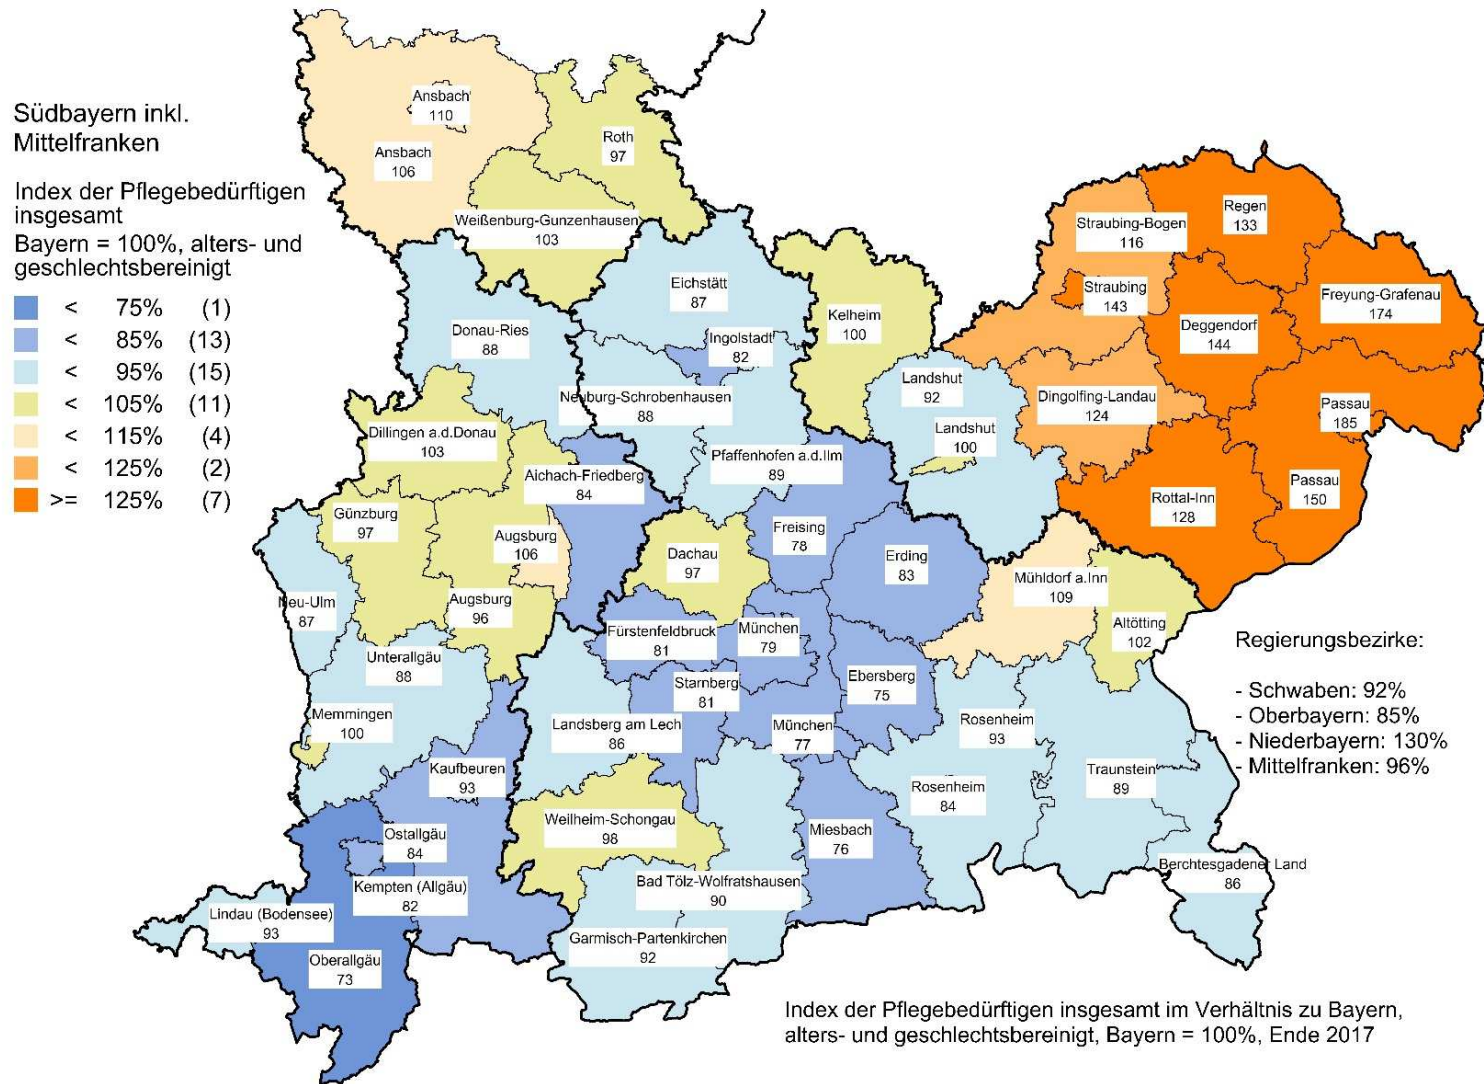 Südbayern inkl.
Mittelfranken
Index der Pflegebedürftigen
insgesamt
Bayern = 100%, alters- und
geschlechtsbereinigt
< 75% (1)
< 85% (13)
< 95% (15)
< 105% (11)
< 115% (4)
< 125% (2)
>= 125% (7)
Ansbach
110
Ansbach
106
Roth
97
Weißenburg-Gunzenhausen
103
Eichstätt
87
Donau-Ries
88
Ingolstadt
82
Neuburg-Schrobenhausen
88
Kelheim
100
Straubing-Bogen
116
Regen
133
Straubing
143
Freyung-Grafenau
174
Deggendorf
144
Landshut
92
Dingolfing-Landau
124
Passau
185
Landshut
100
Dillingen a.d.Donau
103
Aichach-Friedberg
84
Pfaffenhofen a.d.Ilm
89
Rottal-Inn
128
Passau
150
Günzburg
97
Augsburg
106
Freising
78
Dachau
97
Erding
83
Mühldorf a.Inn
109
Neu-Ulm
87
Augsburg
96
Altötting
102
Fürstenfeldbruck
81
München
79
Unterallgäu
88
Starnberg
81
Ebersberg
75
Memmingen
100
Landsberg am Lech
86
München
77
Rosenheim
93
Kaufbeuren
93
Rosenheim
84
Traunstein
89
Weilheim-Schongau
98
Miesbach
76
Ostallgäu
84
Berchtesgadener Land
86
Kempten (Allgäu)
82
Bad Tölz-Wolfratshausen
90
Lindau (Bodensee)
93
Garmisch-Partenkirchen
92
Oberallgäu
73
Regierungsbezirke:
- Schwaben: 92%
- Oberbayern: 85%
- Niederbayern: 130%
- Mittelfranken: 96%
Index der Pflegebedürftigen insgesamt im Verhältnis zu Bayern,
alters- und geschlechtsbereinigt, Bayern = 100%, Ende 2017